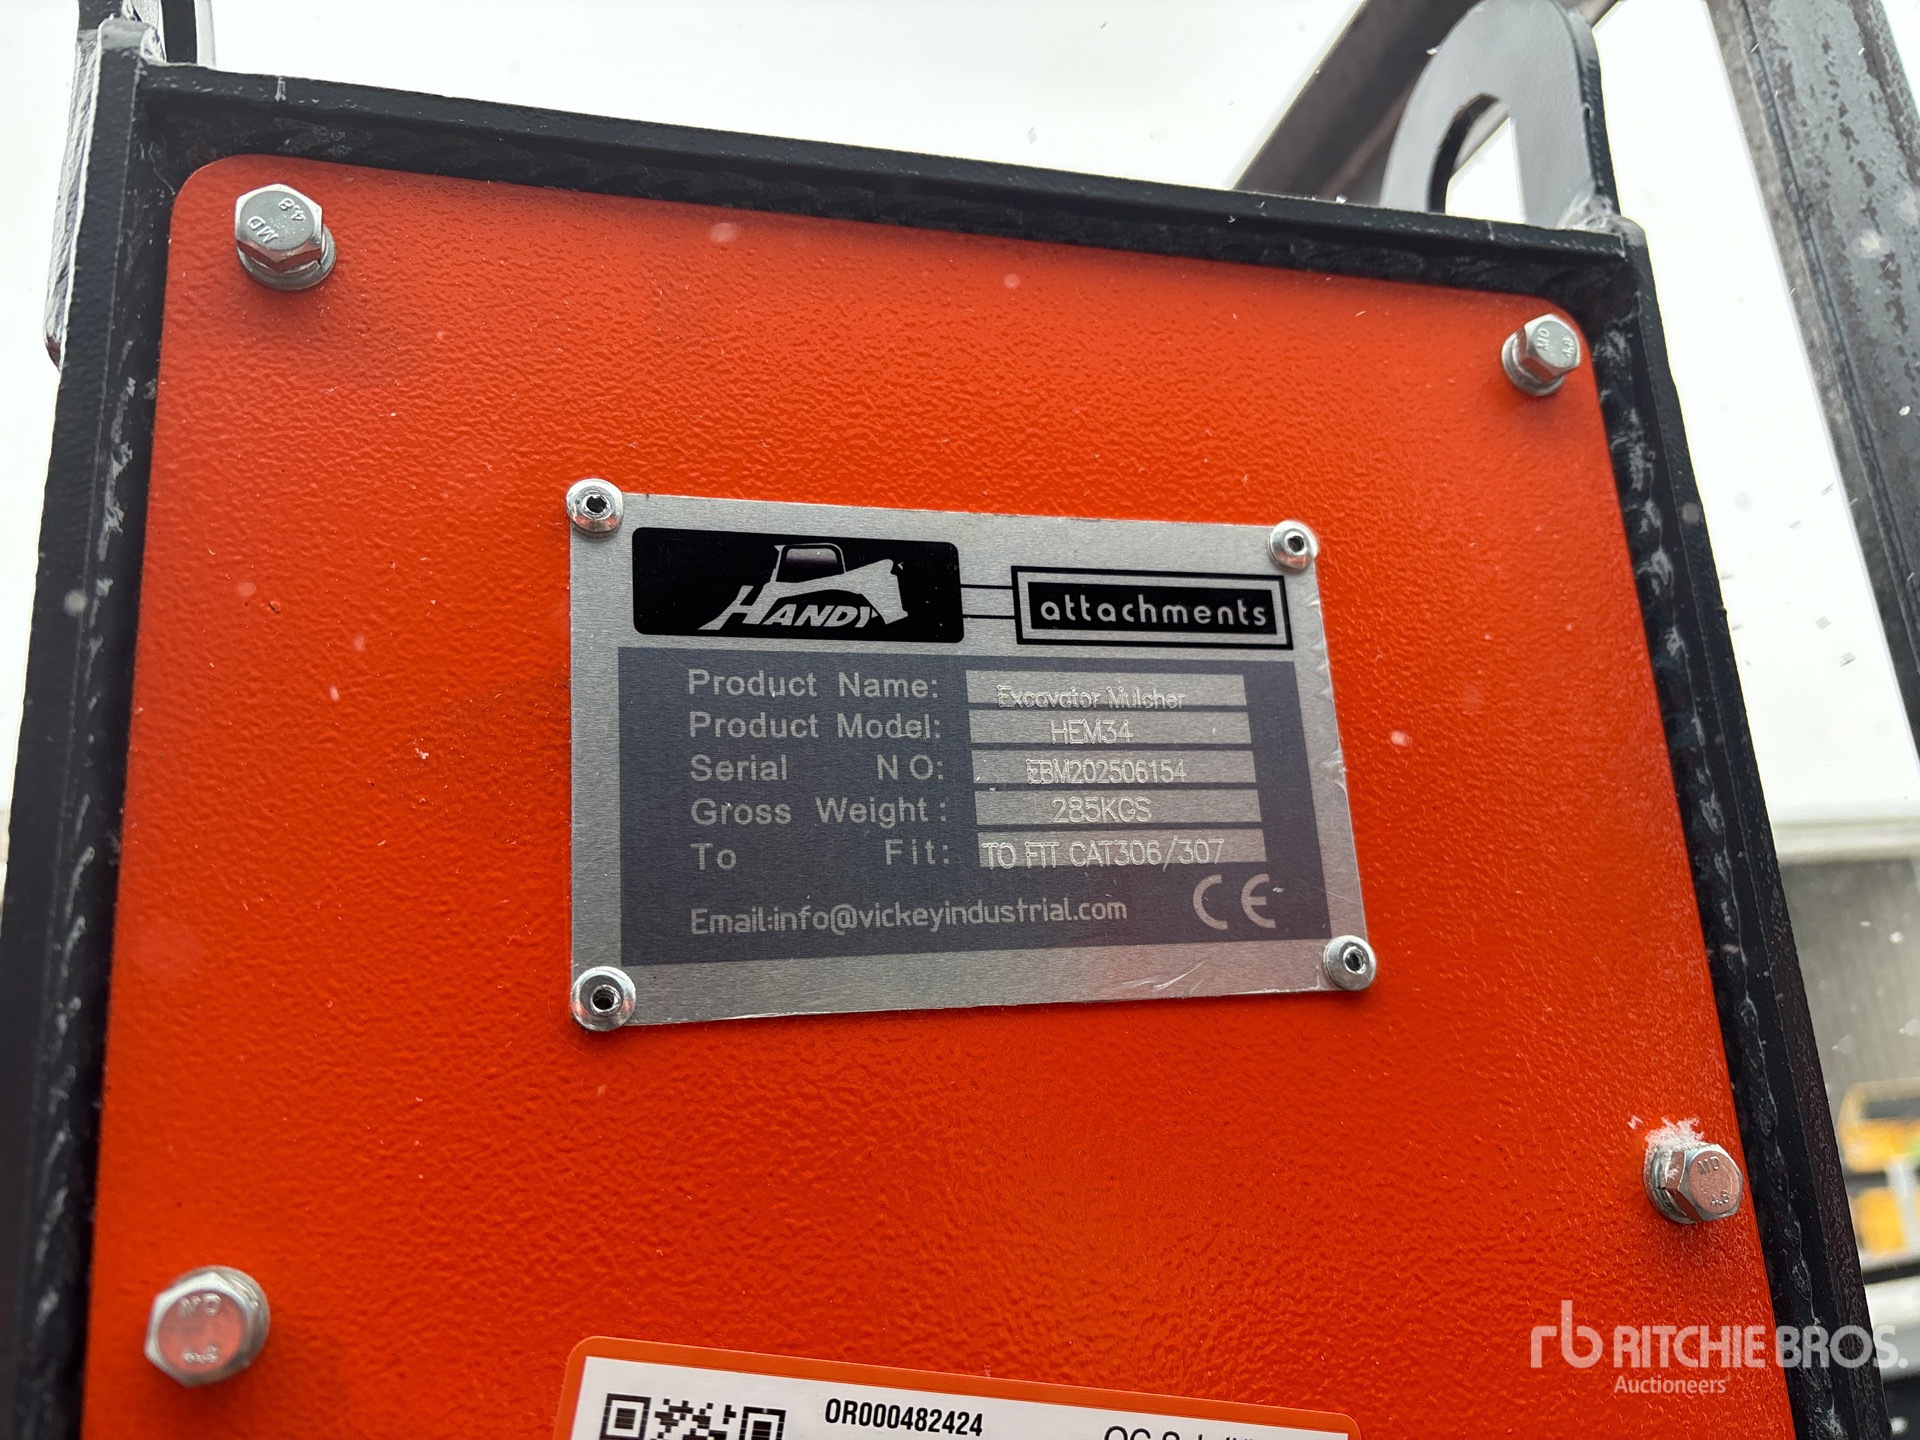 MD 4.8
MD 4.8
HANDY attachments
Product Name: Excavator Mulcher
Product Model: HEM34
Serial NO: EBM202506154
Gross Weight: 285KGS
To Fit: TO FIT CAT306/307
Email:info@vickeyindustrial.com CE
MD 4.8
MD 4.8
rb RITCHIE BROS.
Auctioneers
OR000482424